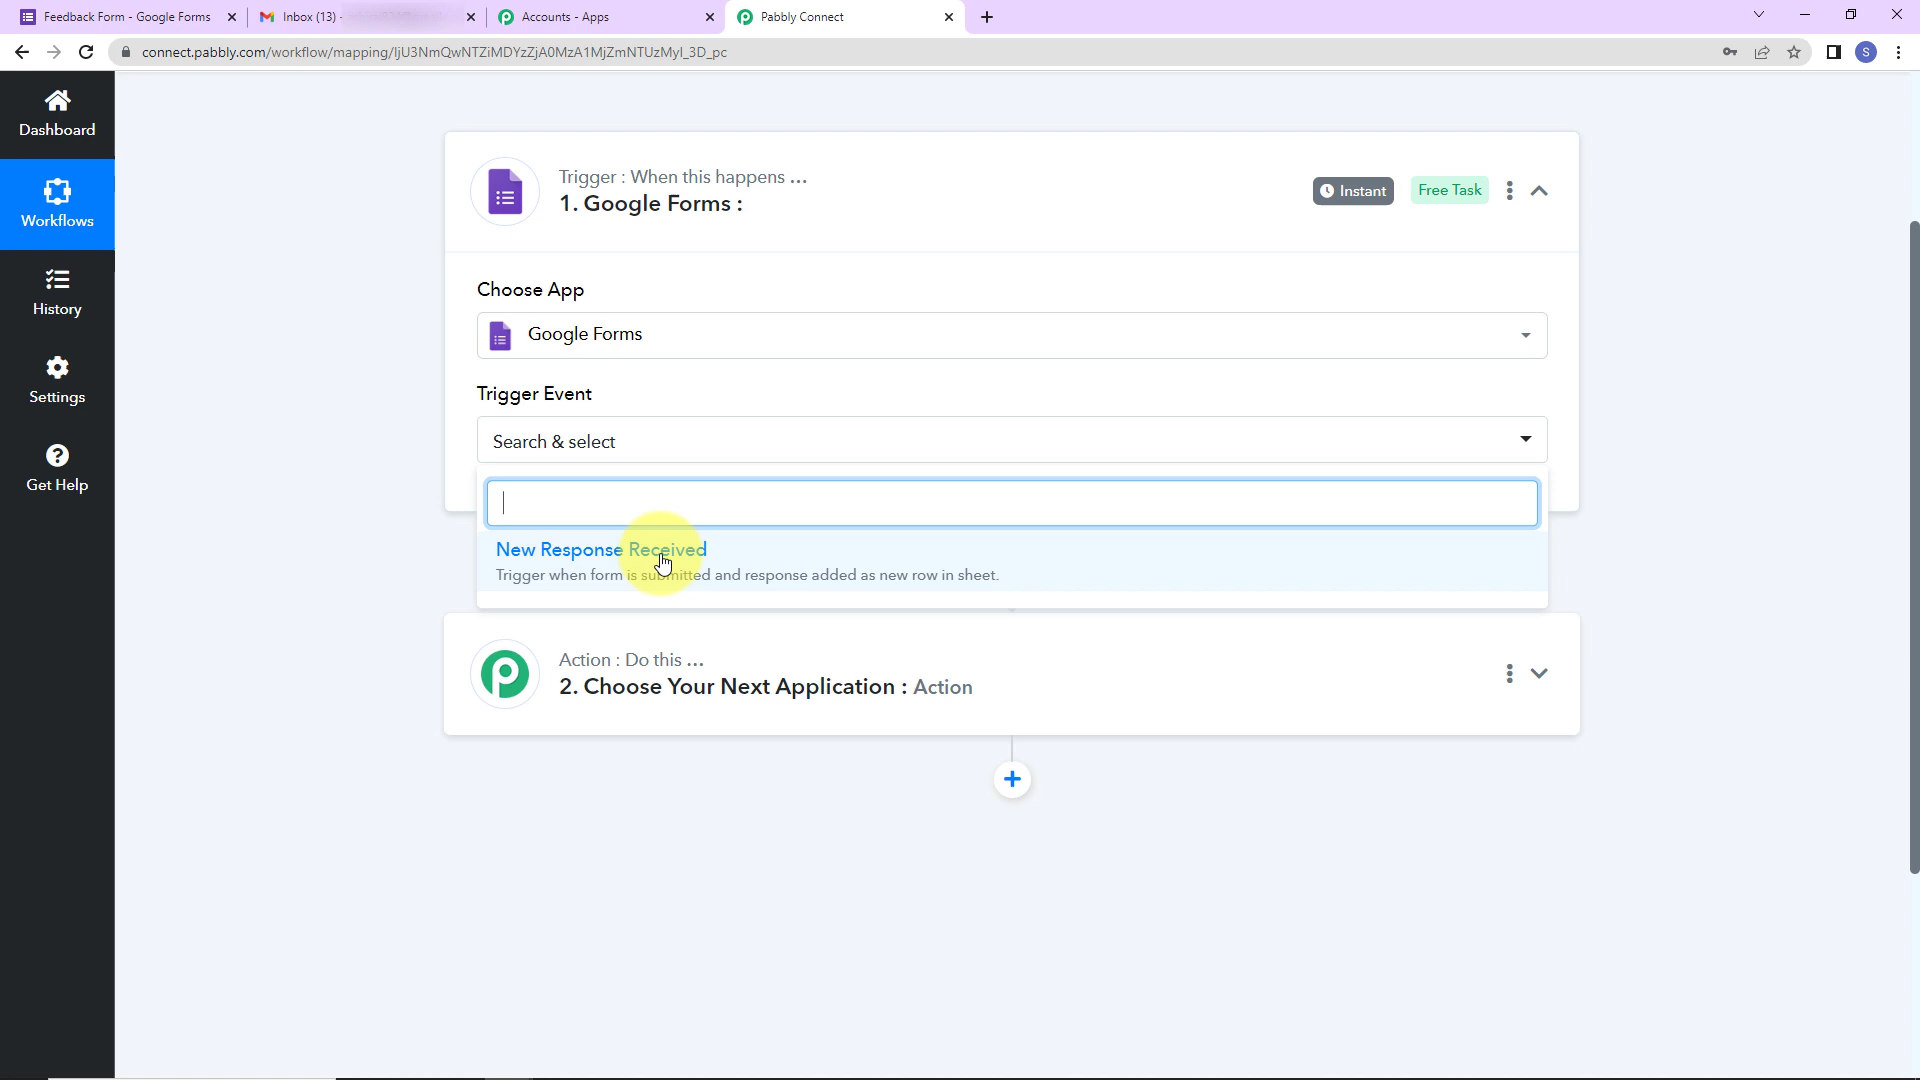 Feedback Form - Google Forms
Inbox (13) -
Accounts - Apps
Pabbly Connect
connect.pabbly.com/workflow/mapping/
S
Dashboard
Workflows
History
Settings
Get Help
Trigger : When this happens ...
1. Google Forms :
Instant
Free Task
Choose App
Google Forms
Trigger Event
Search & select
New Response Received
Trigger when form is submitted and response added as new row in sheet.
Action : Do this ...
2. Choose Your Next Application : Action